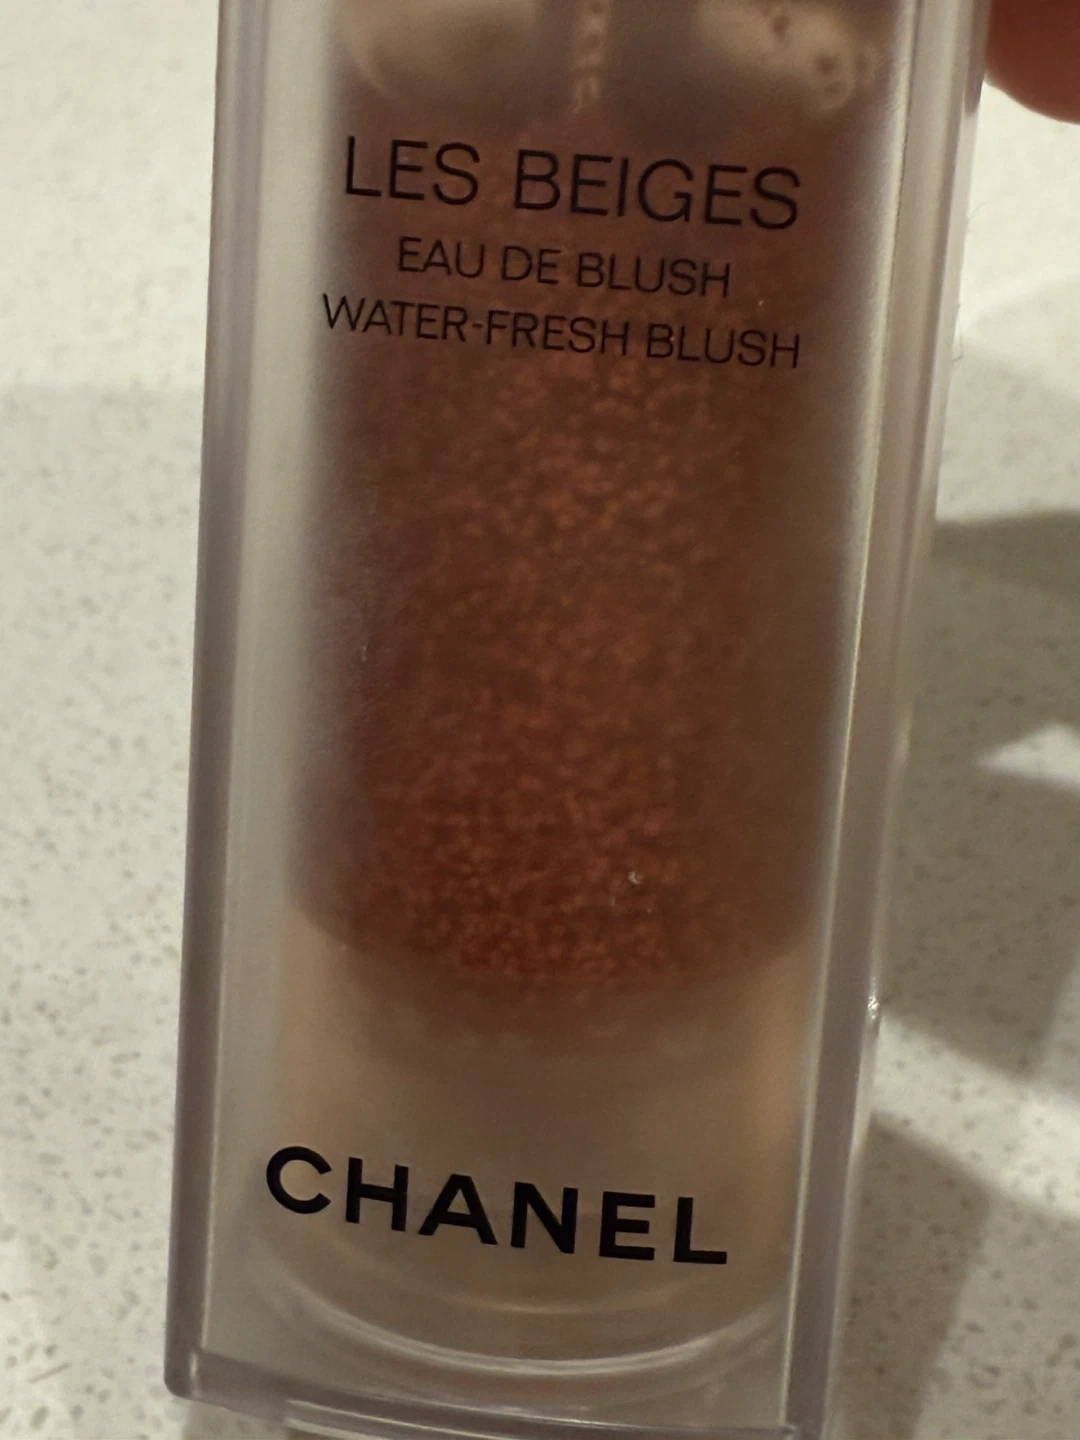 LES BEIGES
EAU DE BLUSH
WATER-FRESH BLUSH
CHANEL